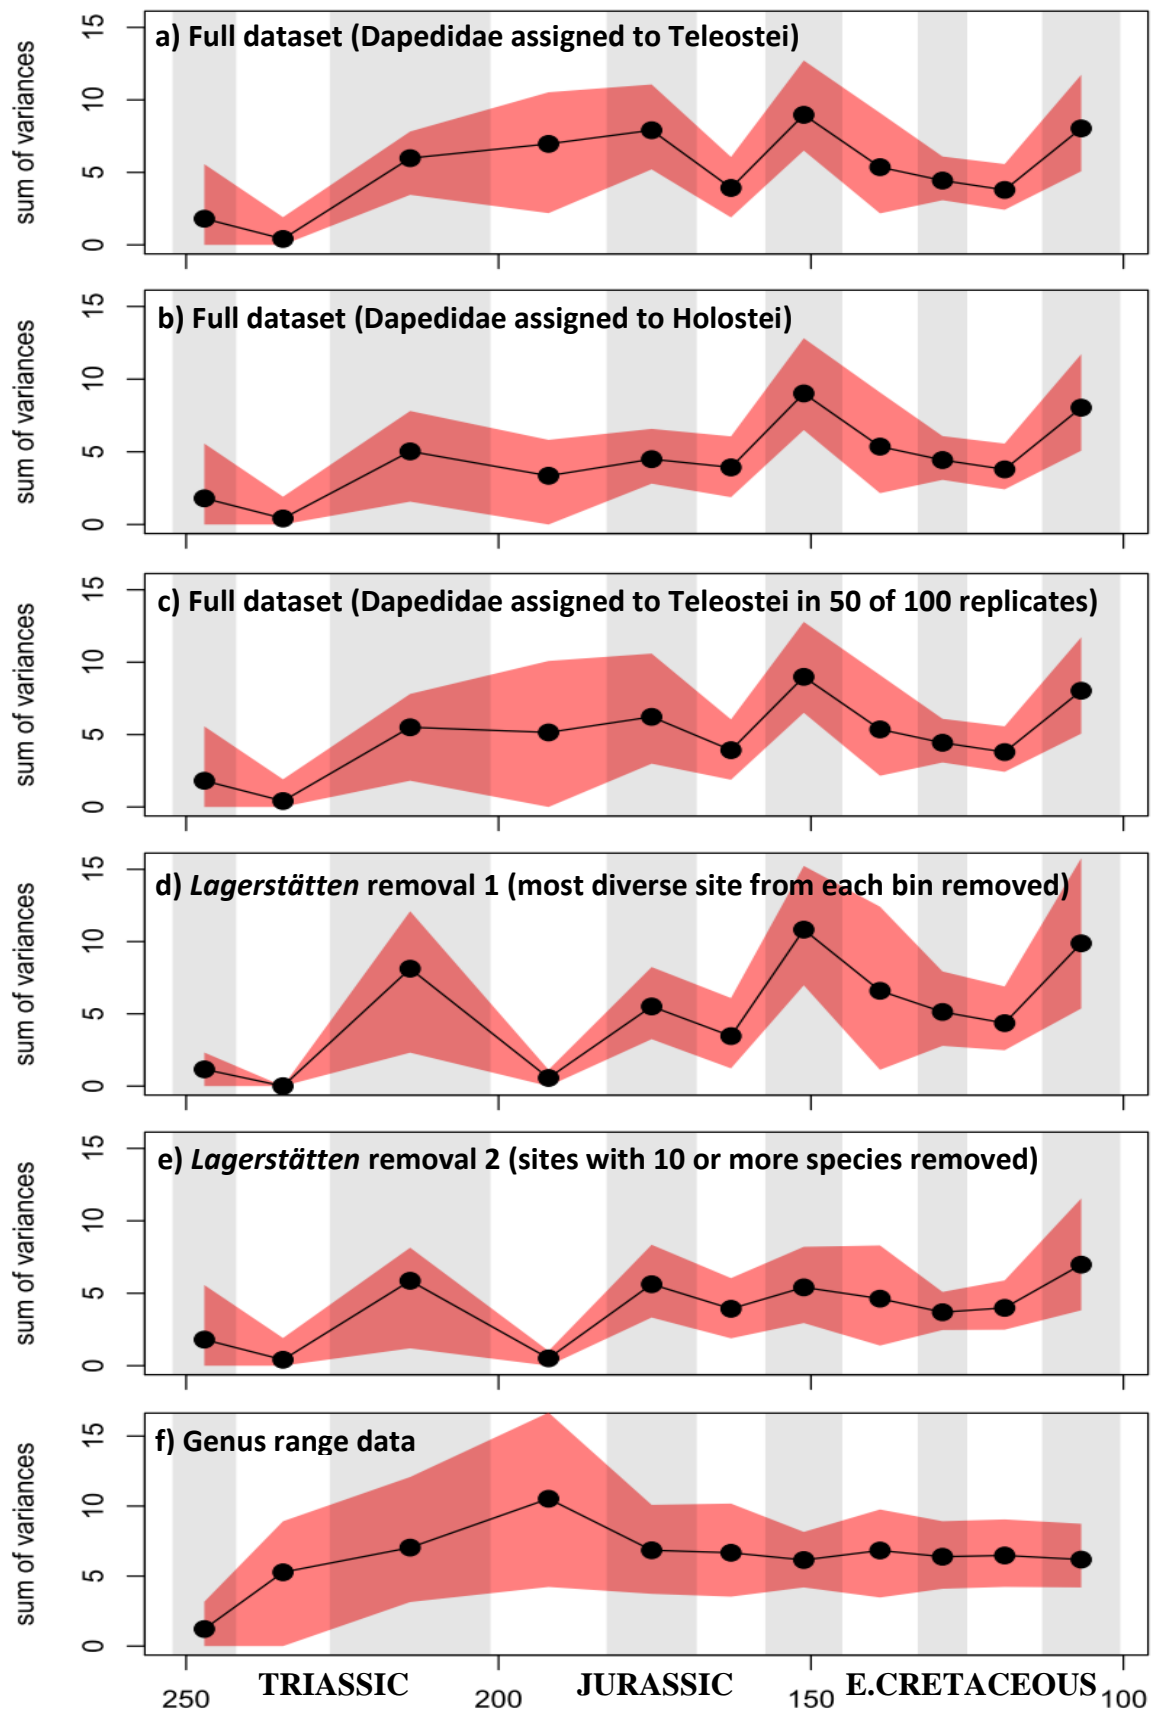 a) Full dataset (Dapedidae assigned to Teleostei)
sum of variances
15
10
5
0
b) Full dataset (Dapedidae assigned to Holostei)
sum of variances
15
10
5
0
c) Full dataset (Dapedidae assigned to Teleostei in 50 of 100 replicates)
sum of variances
15
10
5
0
d) Lagerstätten removal 1 (most diverse site from each bin removed)
sum of variances
15
10
5
0
e) Lagerstätten removal 2 (sites with 10 or more species removed)
sum of variances
15
10
5
0
f) Genus range data
sum of variances
15
10
5
0
250 TRIASSIC 200 JURASSIC 150 E.CRETACEOUS 100